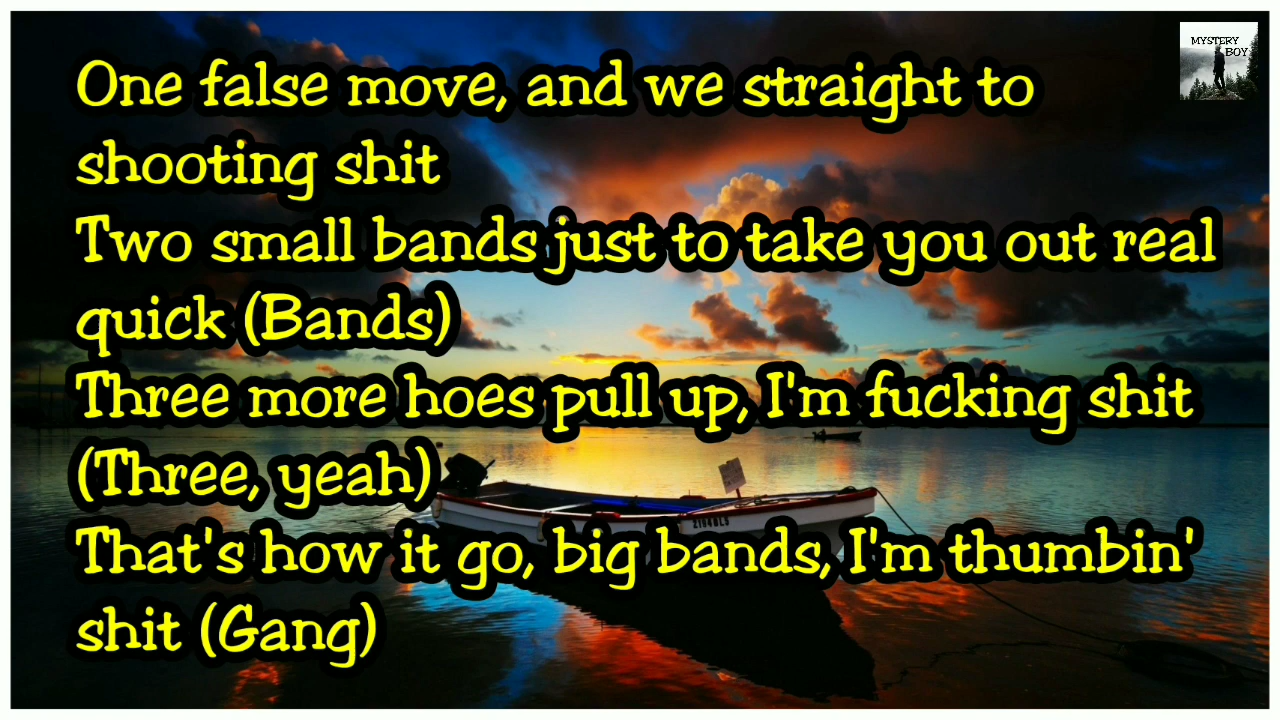 MYSTERY
BOY
One false move, and we straight to
shooting shit
Two small bands just to take you out real
quick (Bands)
Three more hoes pull up, I'm fucking shit
(Three, yeah)
That's how it go, big bands, I'm thumbin'
shit (Gang)